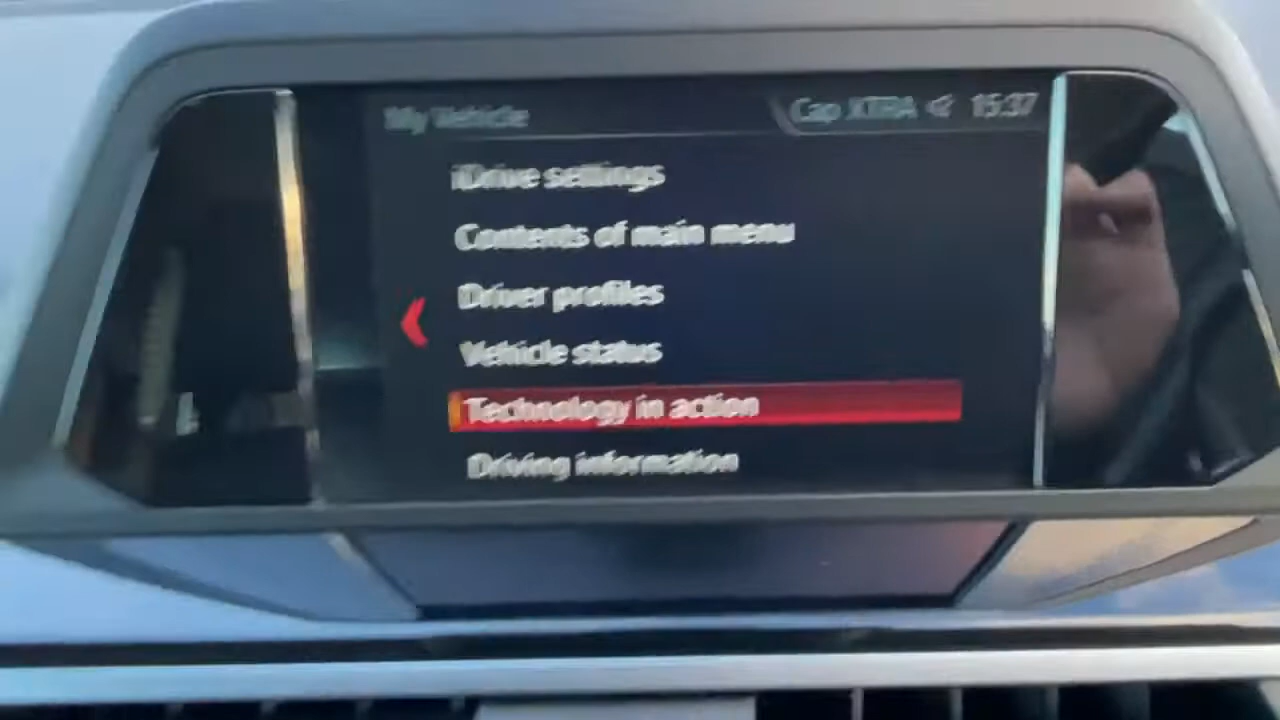 My Vehicle
Cap XTRA 15:37
iDrive settings
Contents of main menu
Driver profiles
Vehicle status
Technology in action
Driving information